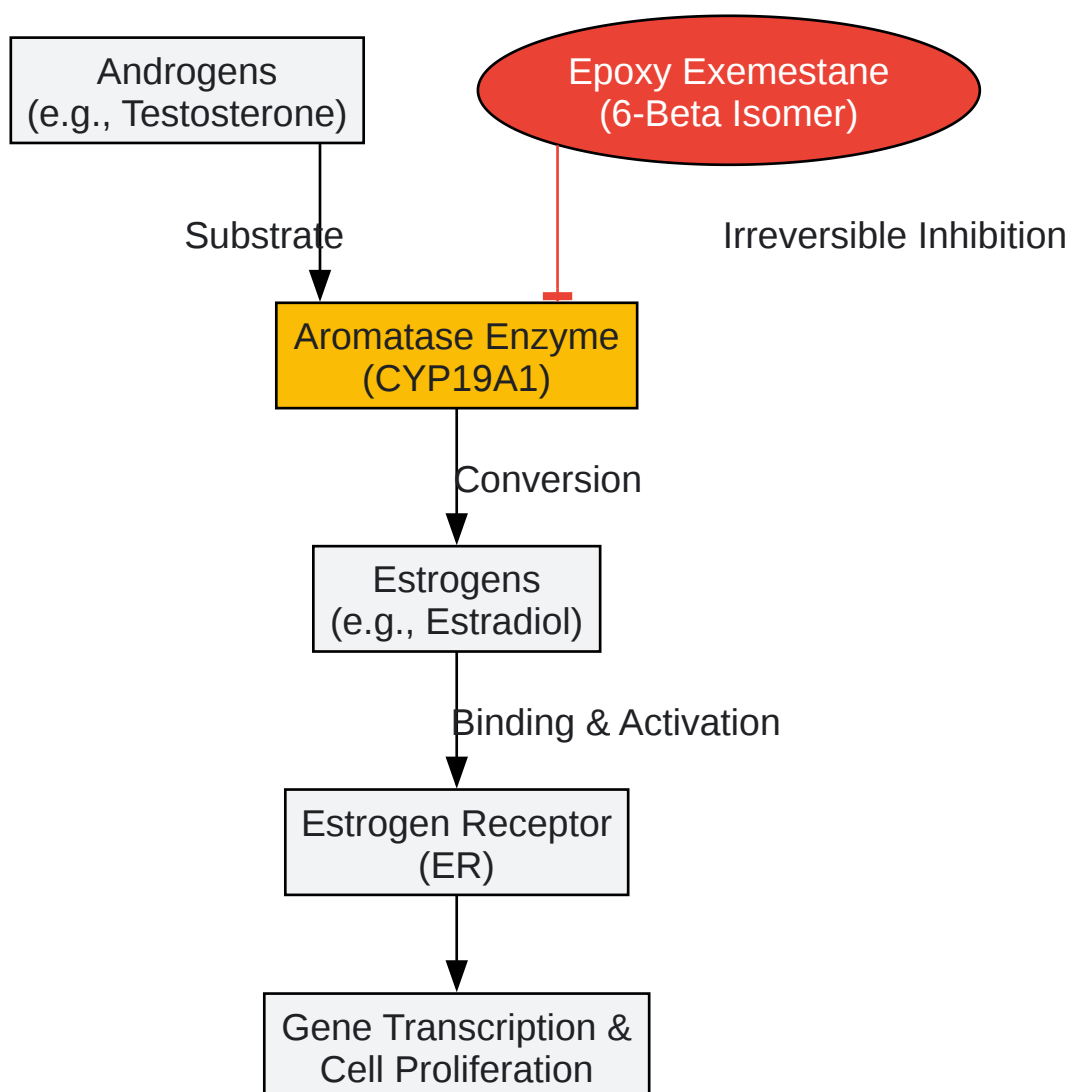 Androgens
(e.g., Testosterone)
Epoxy Exemestane
(6-Beta Isomer)
Substrate
Irreversible Inhibition
Aromatase Enzyme
(CYP19A1)
Conversion
Estrogens
(e.g., Estradiol)
Binding & Activation
Estrogen Receptor
(ER)
Gene Transcription &
Cell Proliferation